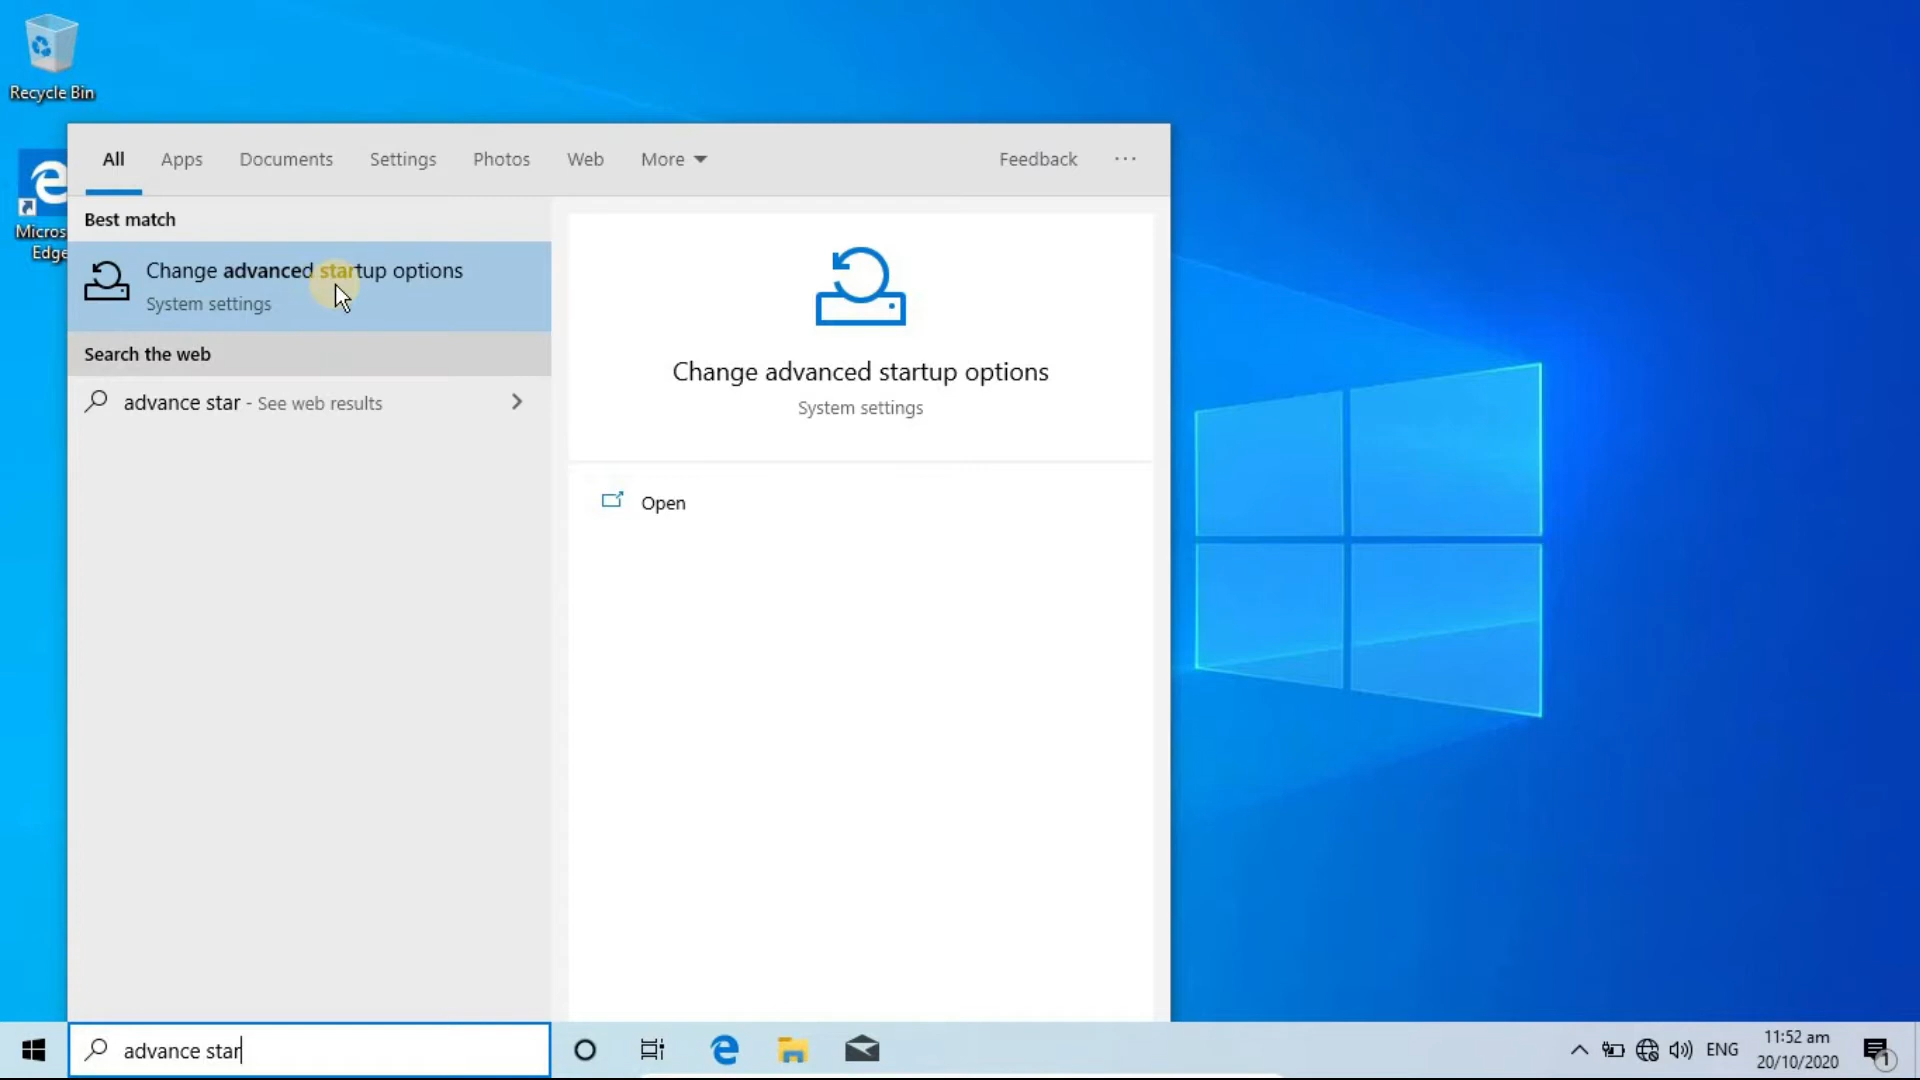 Recycle Bin
Micros
Edge
All Apps Documents Settings Photos Web More Feedback ...
Best match
Change advanced startup options
System settings
Search the web
advance star - See web results
Change advanced startup options
System settings
Open
advance star
ENG
11:52 am
20/10/2020
1